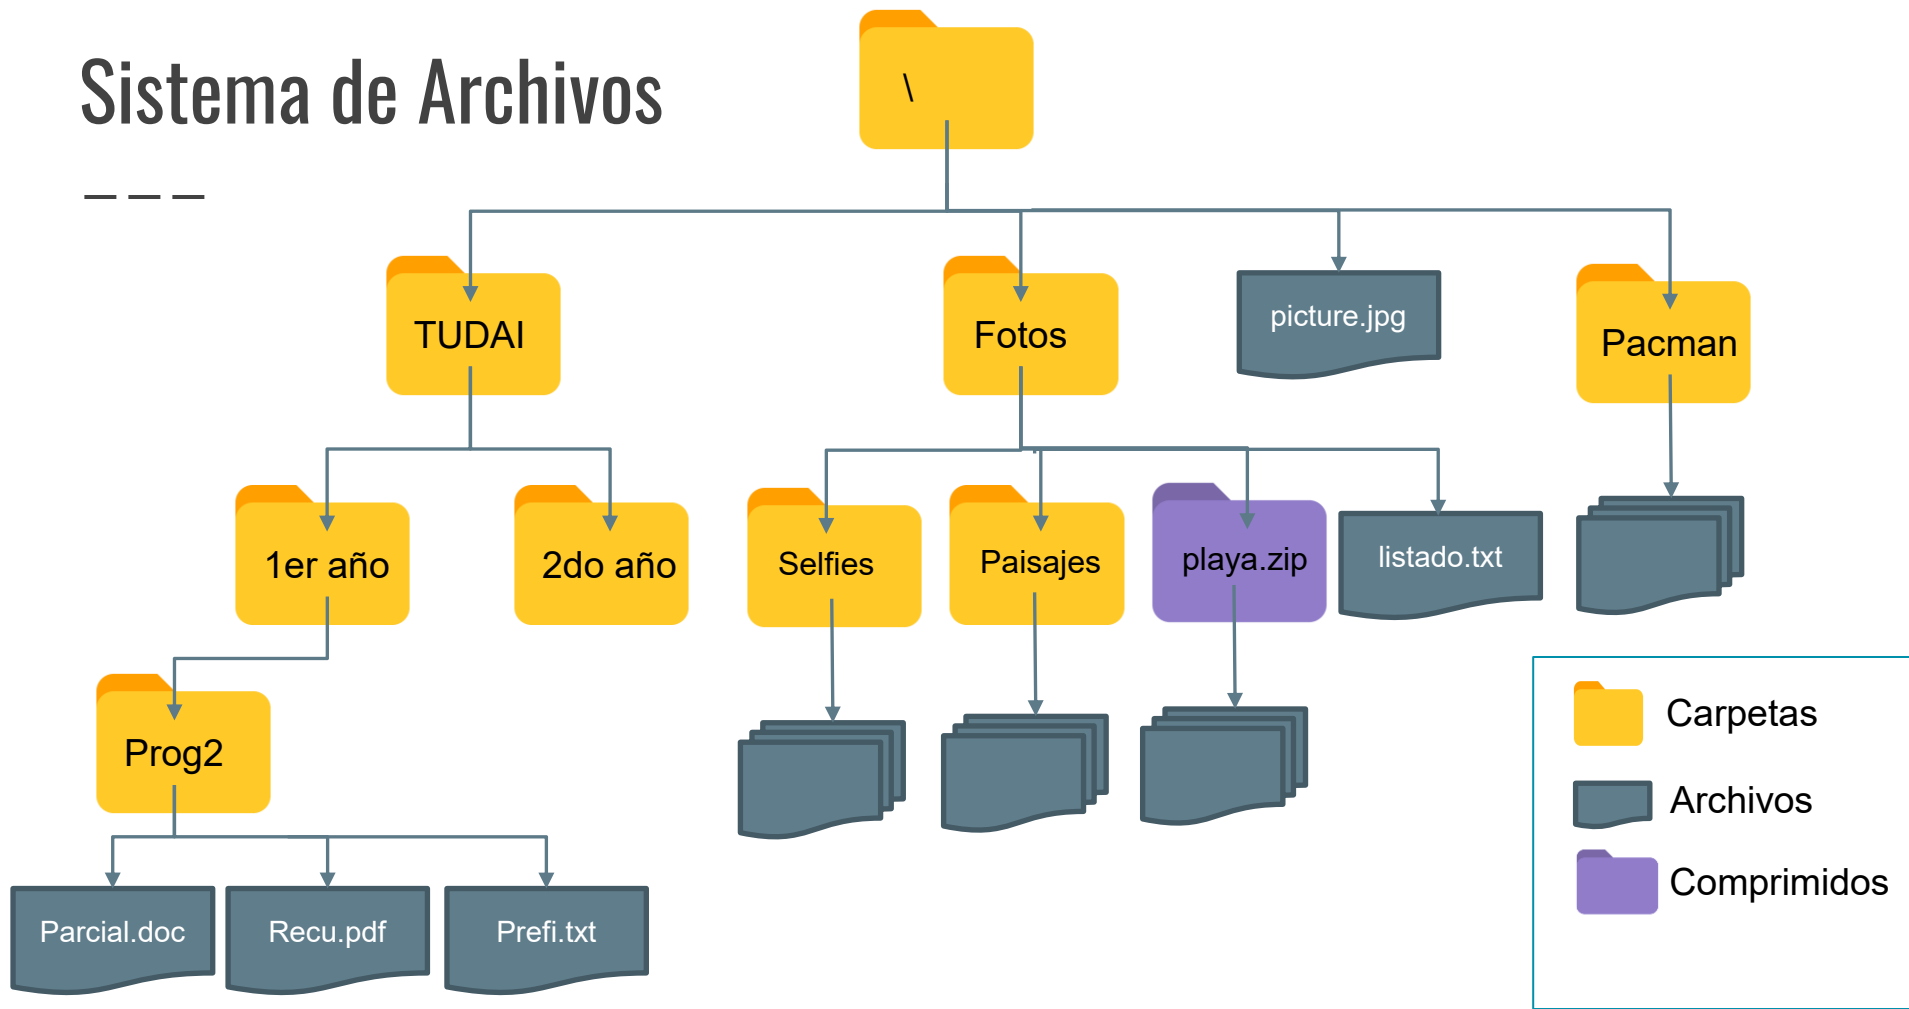 Sistema de Archivos
\
TUDAI
Fotos
picture.jpg
Pacman
1er año
2do año
Selfies
Paisajes
playa.zip
listado.txt
Prog2
Parcial.doc
Recu.pdf
Prefi.txt
Carpetas
Archivos
Comprimidos